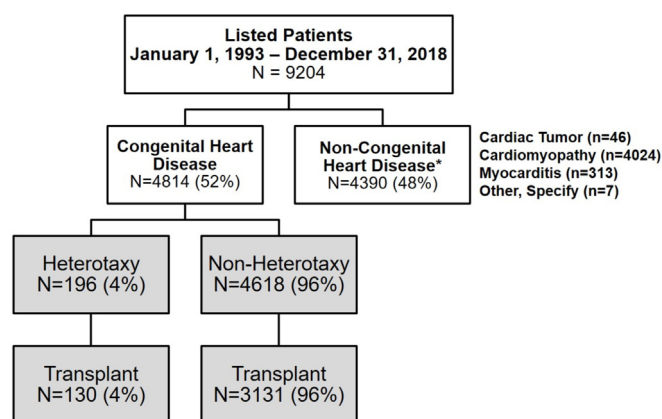 Listed Patients
January 1, 1993 – December 31, 2018
N = 9204
Congenital Heart
Disease
N=4814 (52%)
Non-Congenital
Heart Disease*
N=4390 (48%)
Cardiac Tumor (n=46)
Cardiomyopathy (n=4024)
Myocarditis (n=313)
Other, Specify (n=7)
Heterotaxy
N=196 (4%)
Non-Heterotaxy
N=4618 (96%)
Transplant
N=130 (4%)
Transplant
N=3131 (96%)